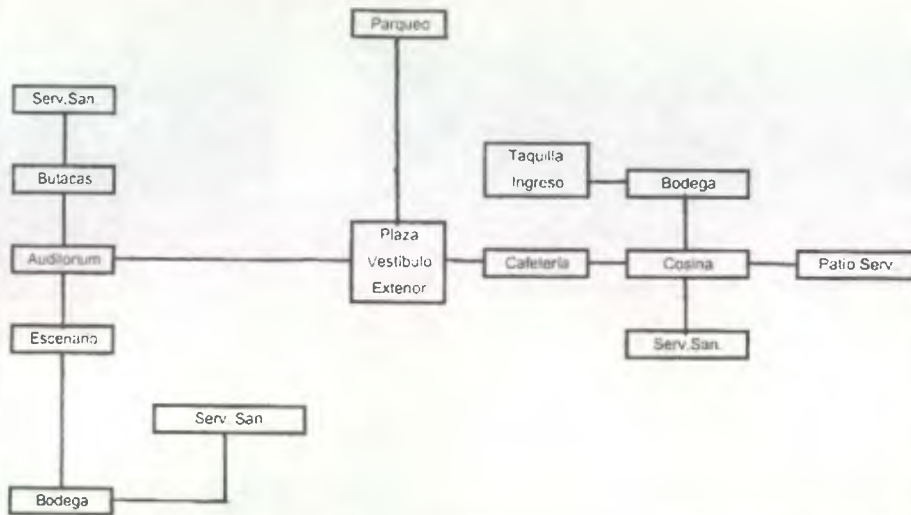 Parqueo
Serv.San.
Butacas
Taquilla
Ingreso
Bodega
Plaza
Vestibulo
Exterior
Auditorium
Cafetería
Cosina
Patio Serv.
Escenario
Serv.San.
Serv. San
Bodega